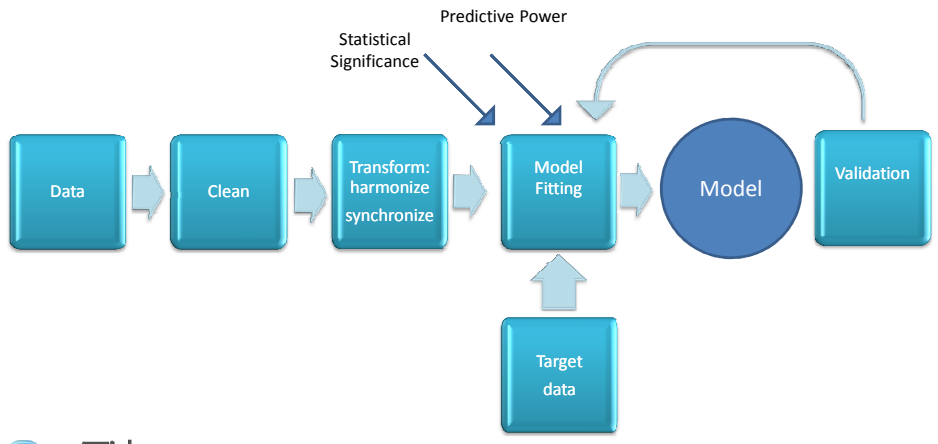 Predictive Power
Statistical
Significance
Data
Clean
Transform:
harmonize
synchronize
Model
Fitting
Model
Validation
Target
data